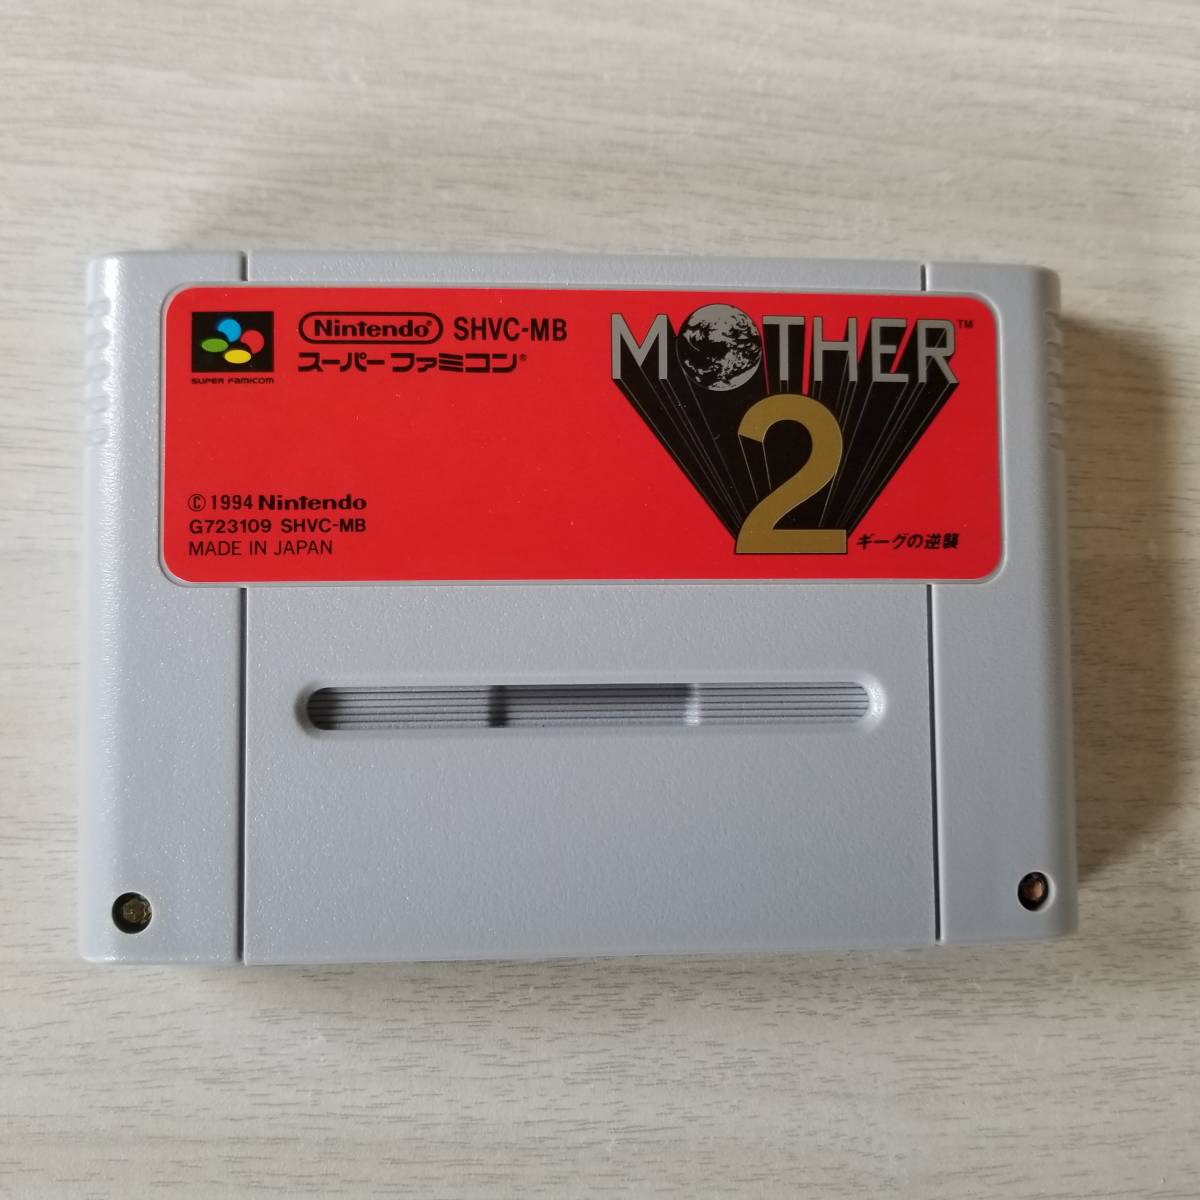 SUPER FAMICOM
Nintendo® SHVC-MB
スーパーファミコン®
MOTHER™
2
ギーグの逆襲
©1994 Nintendo
G723109 SHVC-MB
MADE IN JAPAN